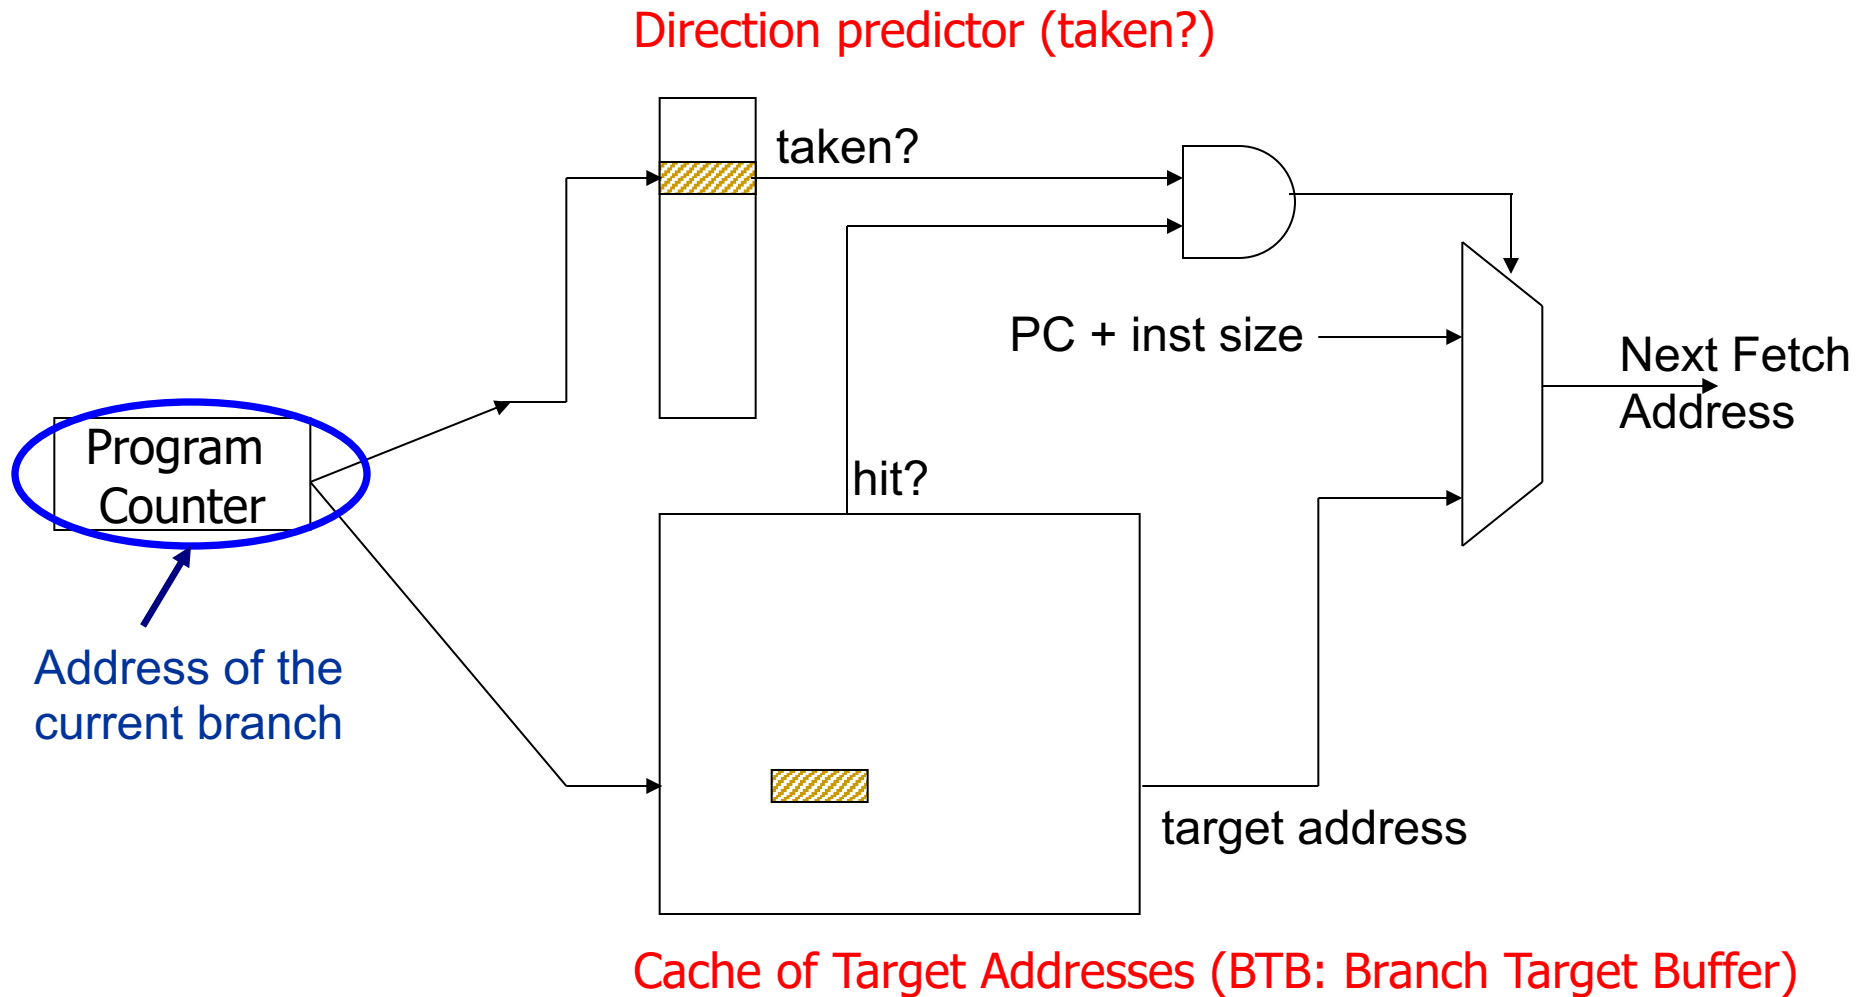 Direction predictor (taken?)
taken?
PC + inst size
Next Fetch
Address
Program
Counter
hit?
Address of the
current branch
target address
Cache of Target Addresses (BTB: Branch Target Buffer)